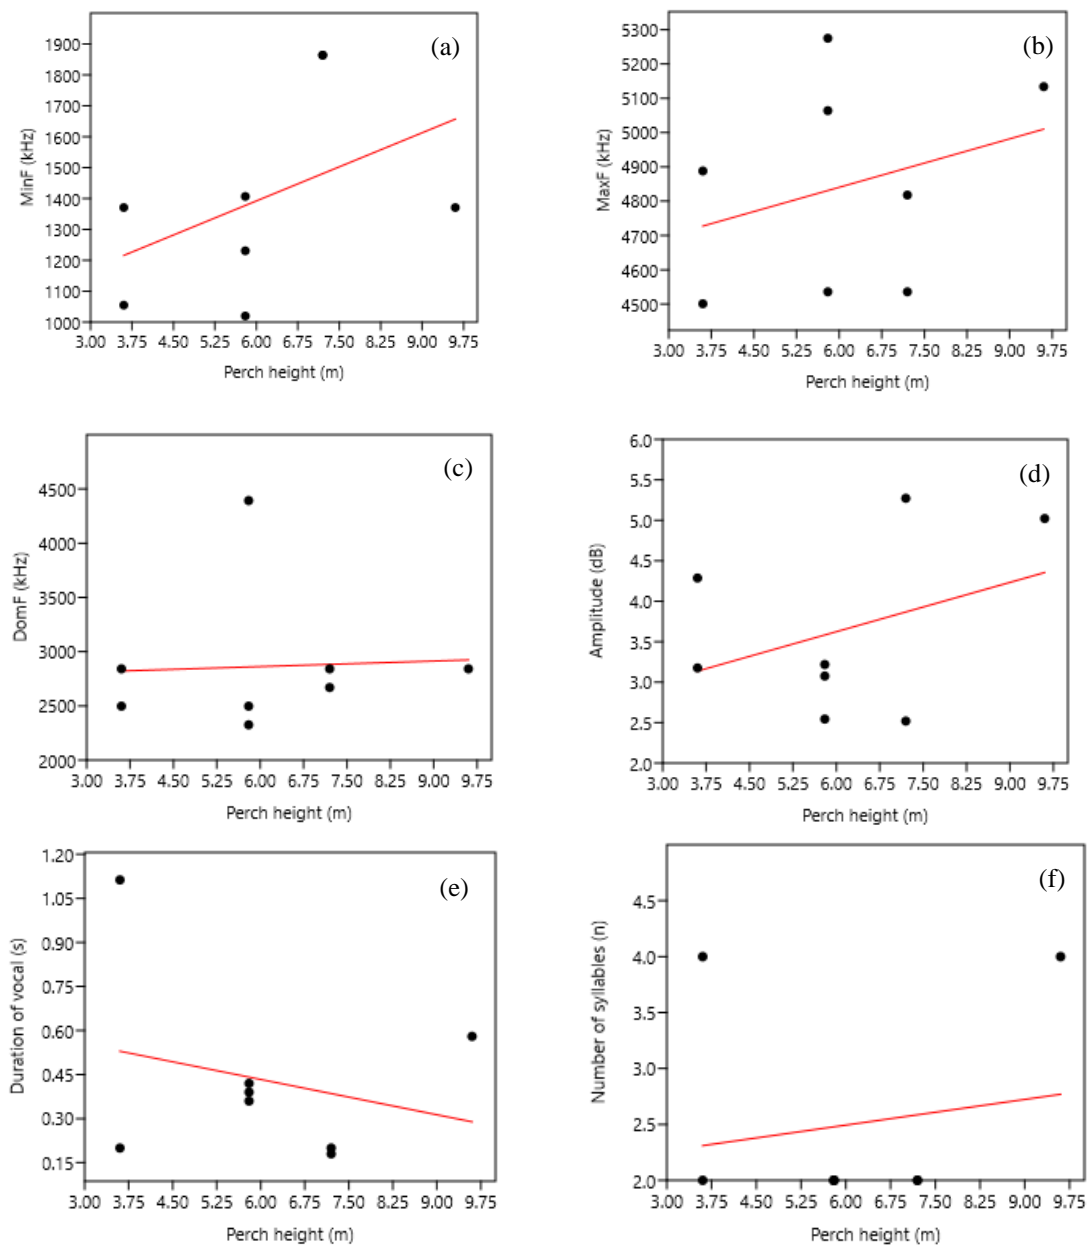 (a)
MinF (kHz)
1900
1800
1700
1600
1500
1400
1300
1200
1100
1000
3.00 3.75 4.50 5.25 6.00 6.75 7.50 8.25 9.00 9.75
Perch height (m)
(b)
MaxF (kHz)
5300
5200
5100
5000
4900
4800
4700
4600
4500
3.00 3.75 4.50 5.25 6.00 6.75 7.50 8.25 9.00 9.75
Perch height (m)
(c)
DomF (kHz)
4500
4000
3500
3000
2500
2000
3.00 3.75 4.50 5.25 6.00 6.75 7.50 8.25 9.00 9.75
Perch height (m)
(d)
Amplitude (dB)
6.0
5.5
5.0
4.5
4.0
3.5
3.0
2.5
2.0
3.00 3.75 4.50 5.25 6.00 6.75 7.50 8.25 9.00 9.75
Perch height (m)
(e)
Duration of vocal (s)
1.20
1.05
0.90
0.75
0.60
0.45
0.30
0.15
3.00 3.75 4.50 5.25 6.00 6.75 7.50 8.25 9.00 9.75
Perch height (m)
(f)
Number of syllables (n)
4.5
4.0
3.5
3.0
2.5
2.0
3.00 3.75 4.50 5.25 6.00 6.75 7.50 8.25 9.00 9.75
Perch height (m)